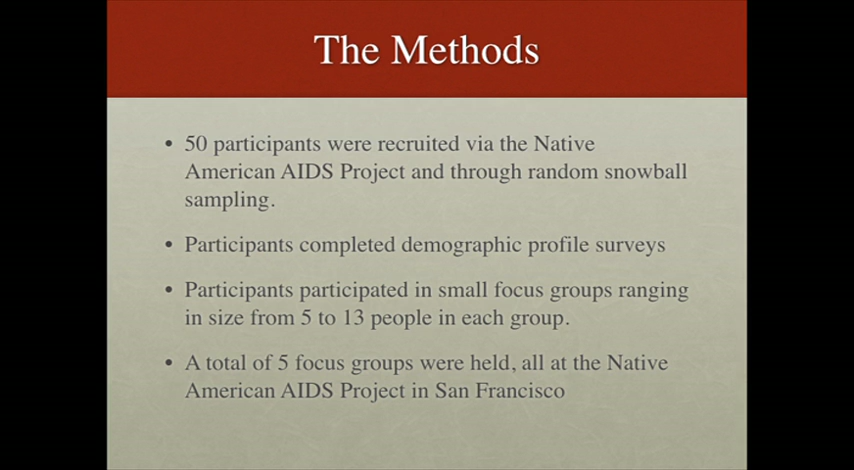 The Methods
• 50 participants were recruited via the Native
American AIDS Project and through random snowball
sampling.
• Participants completed demographic profile surveys
• Participants participated in small focus groups ranging
in size from 5 to 13 people in each group.
• A total of 5 focus groups were held, all at the Native
American AIDS Project in San Francisco